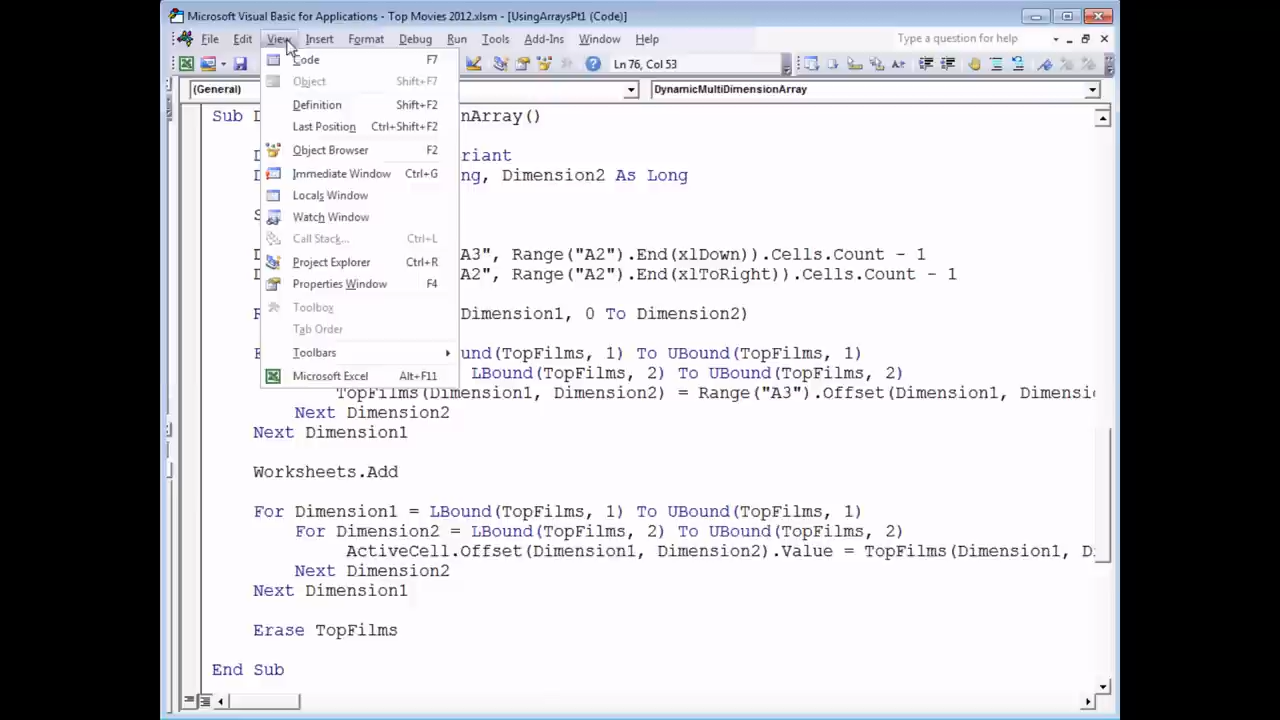 Microsoft Visual Basic for Applications - Top Movies 2012.xlsm - [UsingArraysPt1 (Code)]
File Edit View Insert Format Debug Run Tools Add-Ins Window Help Type a question for help
Ln 76, Col 53
(General) DynamicMultiDimensionArray
Code F7
Object Shift+F7
Definition Shift+F2
Last Position Ctrl+Shift+F2
Object Browser F2
Immediate Window Ctrl+G
Locals Window
Watch Window
Call Stack... Ctrl+L
Project Explorer Ctrl+R
Properties Window F4
Toolbox
Tab Order
Toolbars
Microsoft Excel Alt+F11
Sub D nArray()
D riant
D ng, Dimension2 As Long
S
D A3", Range("A2").End(xlDown)).Cells.Count - 1
D A2", Range("A2").End(xlToRight)).Cells.Count - 1
R Dimension1, 0 To Dimension2)
F und(TopFilms, 1) To UBound(TopFilms, 1)
LBound(TopFilms, 2) To UBound(TopFilms, 2)
TopFilms(Dimension1, Dimension2) = Range("A3").Offset(Dimension1, Dimensi
Next Dimension2
Next Dimension1
Worksheets.Add
For Dimension1 = LBound(TopFilms, 1) To UBound(TopFilms, 1)
For Dimension2 = LBound(TopFilms, 2) To UBound(TopFilms, 2)
ActiveCell.Offset(Dimension1, Dimension2).Value = TopFilms(Dimension1, D
Next Dimension2
Next Dimension1
Erase TopFilms
End Sub